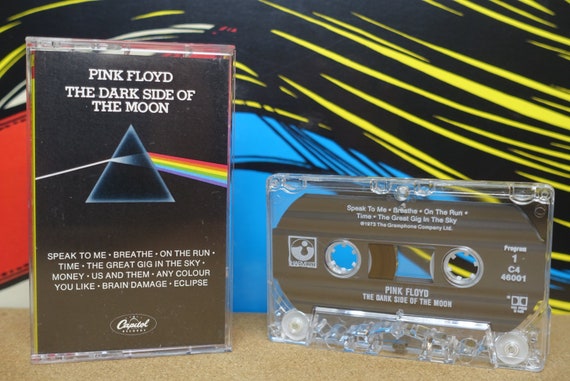 PINK FLOYD
THE DARK SIDE OF
THE MOON
SPEAK TO ME • BREATHE • ON THE RUN •
TIME • THE GREAT GIG IN THE SKY •
MONEY • US AND THEM • ANY COLOUR
YOU LIKE • BRAIN DAMAGE • ECLIPSE
Capitol
RECORDS
Speak To Me • Breathe • On The Run •
Time • The Great Gig In The Sky
℗1973 The Gramophone Company Ltd.
HARVEST
Program
1
C4
46001
PINK FLOYD
THE DARK SIDE OF THE MOON